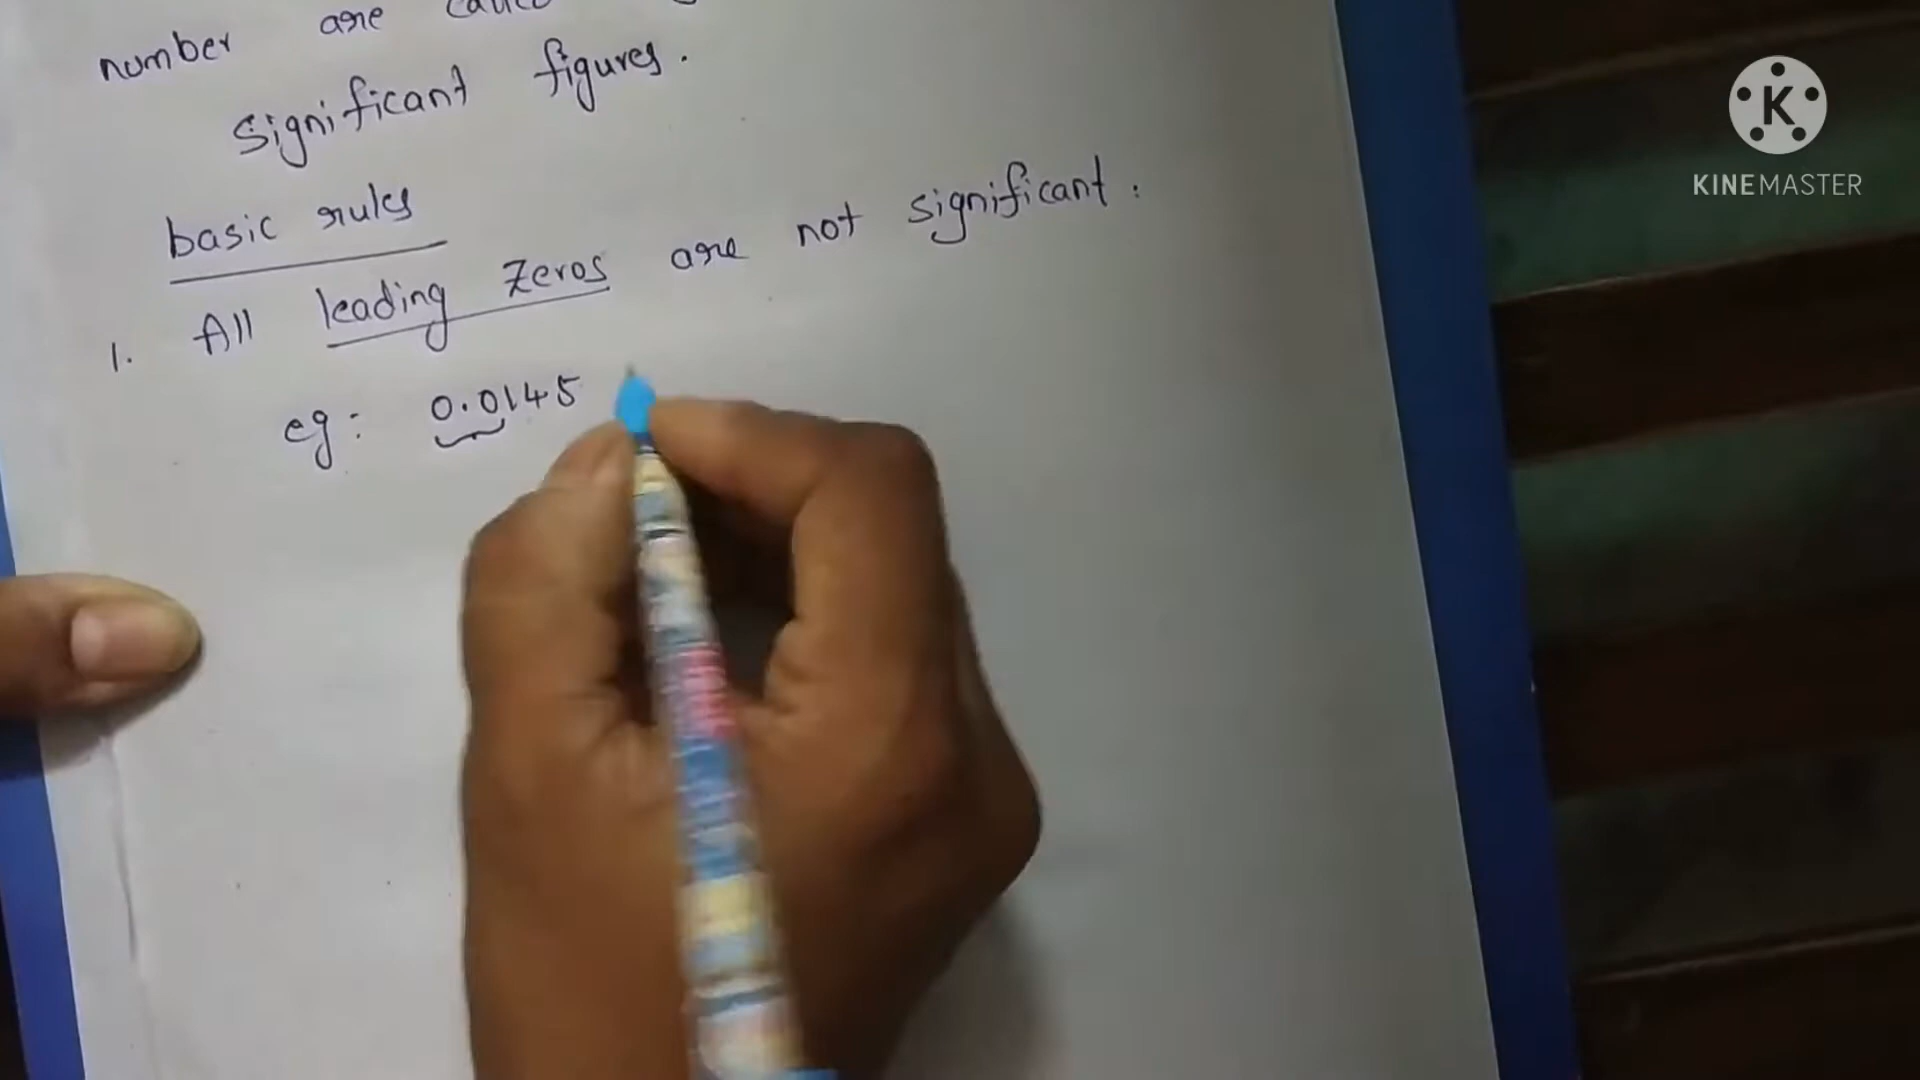 number are
significant figures.
basic rules
1. All leading zeros are not significant.
eg: 0.0145
K
KINEMASTER